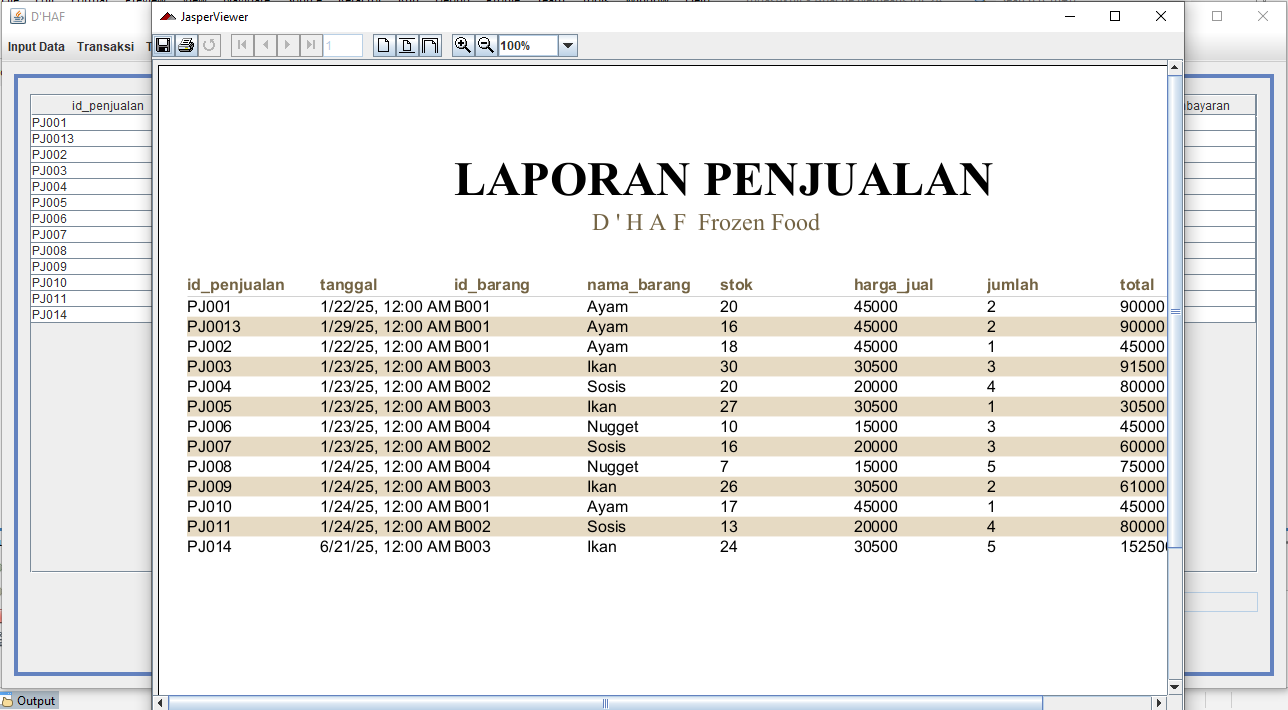 D'HAF
JasperViewer
Input Data Transaksi
1
100%
id_penjualan
PJ001
PJ0013
PJ002
PJ003
PJ004
PJ005
PJ006
PJ007
PJ008
PJ009
PJ010
PJ011
PJ014
LAPORAN PENJUALAN
D ' H A F Frozen Food
id_penjualan tanggal id_barang nama_barang stok harga_jual jumlah total
PJ001 1/22/25, 12:00 AM B001 Ayam 20 45000 2 90000
PJ0013 1/29/25, 12:00 AM B001 Ayam 16 45000 2 90000
PJ002 1/22/25, 12:00 AM B001 Ayam 18 45000 1 45000
PJ003 1/23/25, 12:00 AM B003 Ikan 30 30500 3 91500
PJ004 1/23/25, 12:00 AM B002 Sosis 20 20000 4 80000
PJ005 1/23/25, 12:00 AM B003 Ikan 27 30500 1 30500
PJ006 1/23/25, 12:00 AM B004 Nugget 10 15000 3 45000
PJ007 1/23/25, 12:00 AM B002 Sosis 16 20000 3 60000
PJ008 1/24/25, 12:00 AM B004 Nugget 7 15000 5 75000
PJ009 1/24/25, 12:00 AM B003 Ikan 26 30500 2 61000
PJ010 1/24/25, 12:00 AM B001 Ayam 17 45000 1 45000
PJ011 1/24/25, 12:00 AM B002 Sosis 13 20000 4 80000
PJ014 6/21/25, 12:00 AM B003 Ikan 24 30500 5 152500
bayaran
Output